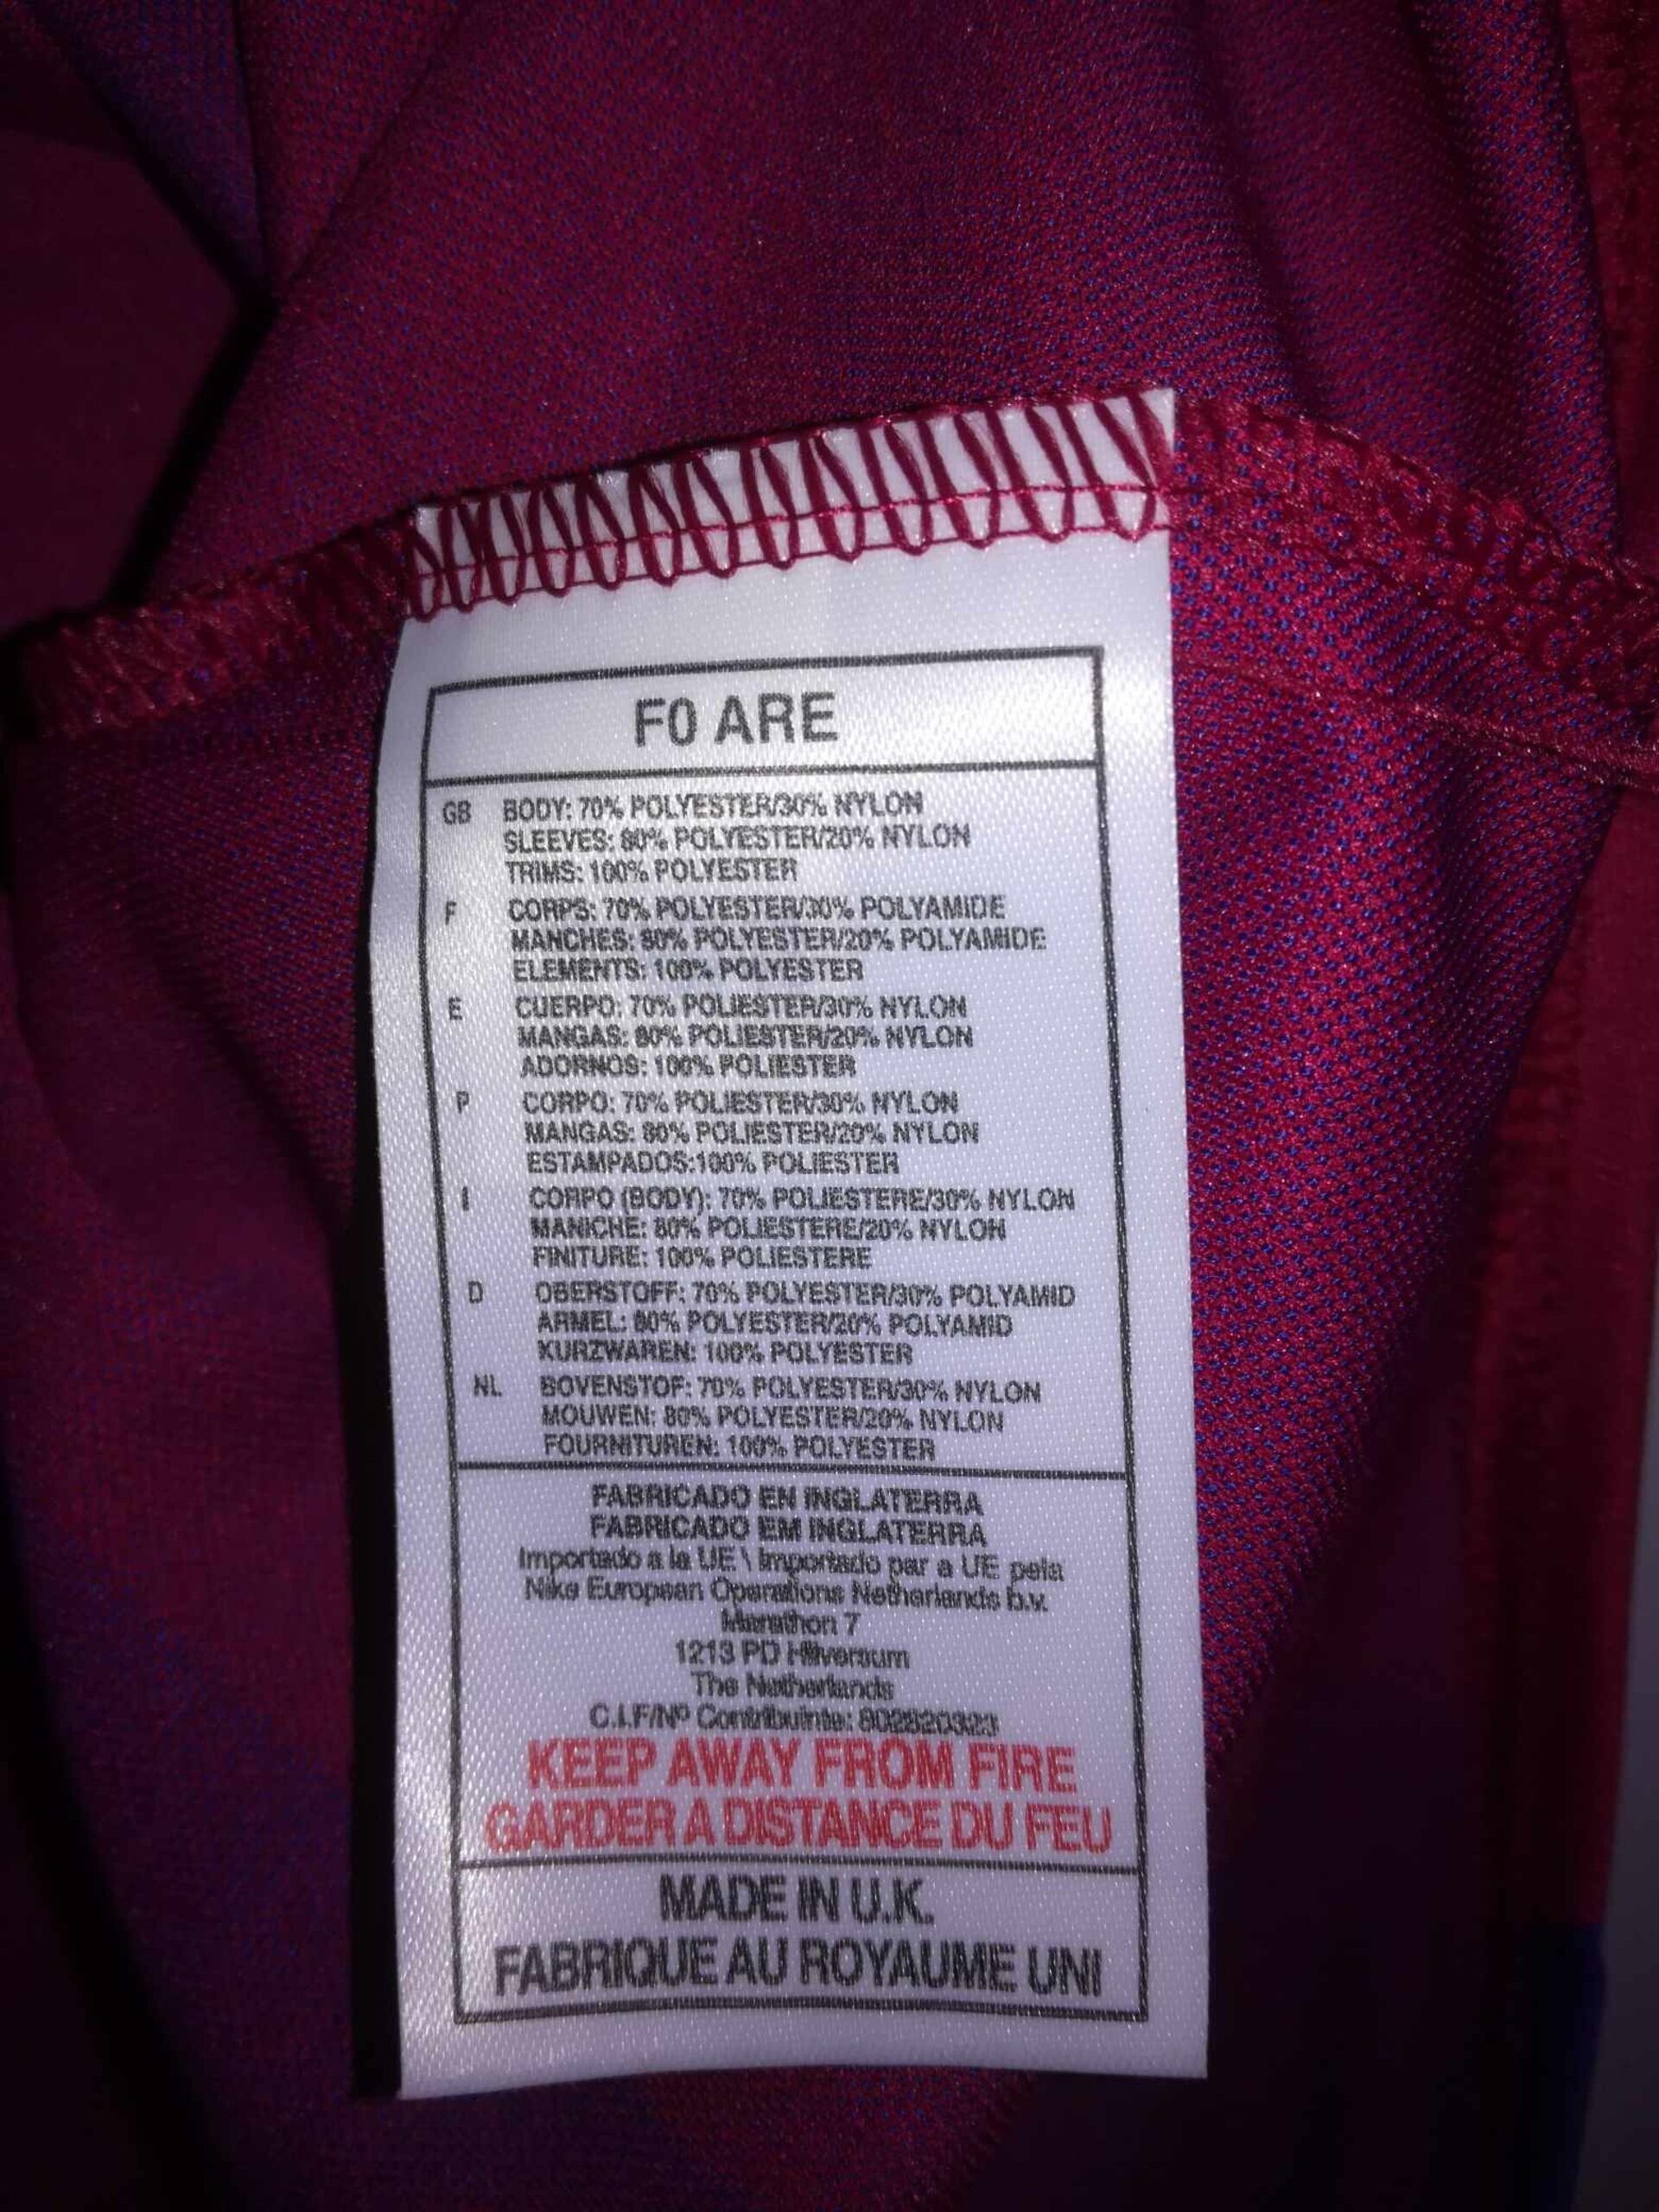 F0 ARE
GB BODY: 70% POLYESTER/30% NYLON
SLEEVES: 80% POLYESTER/20% NYLON
TRIMS: 100% POLYESTER
F CORPS: 70% POLYESTER/30% POLYAMIDE
MANCHES: 80% POLYESTER/20% POLYAMIDE
ELEMENTS: 100% POLYESTER
E CUERPO: 70% POLIESTER/30% NYLON
MANGAS: 80% POLIESTER/20% NYLON
ADORNOS: 100% POLIESTER
P CORPO: 70% POLIESTER/30% NYLON
MANGAS: 80% POLIESTER/20% NYLON
ESTAMPADOS:100% POLIESTER
I CORPO (BODY): 70% POLIESTERE/30% NYLON
MANICHE: 80% POLIESTERE/20% NYLON
FINITURE: 100% POLIESTERE
D OBERSTOFF: 70% POLYESTER/30% POLYAMID
ARMEL: 80% POLYESTER/20% POLYAMID
KURZWAREN: 100% POLYESTER
NL BOVENSTOF: 70% POLYESTER/30% NYLON
MOUWEN: 80% POLYESTER/20% NYLON
FOURNITUREN: 100% POLYESTER
FABRICADO EN INGLATERRA
FABRICADO EM INGLATERRA
Importado a la UE \ Importado par a UE pela
Nike European Operations Netherlands b.v.
Marathon 7
1213 PD Hilversum
The Netherlands
C.I.F/Nº Contribuinte: 802820323
KEEP AWAY FROM FIRE
GARDER A DISTANCE DU FEU
MADE IN U.K.
FABRIQUE AU ROYAUME UNI